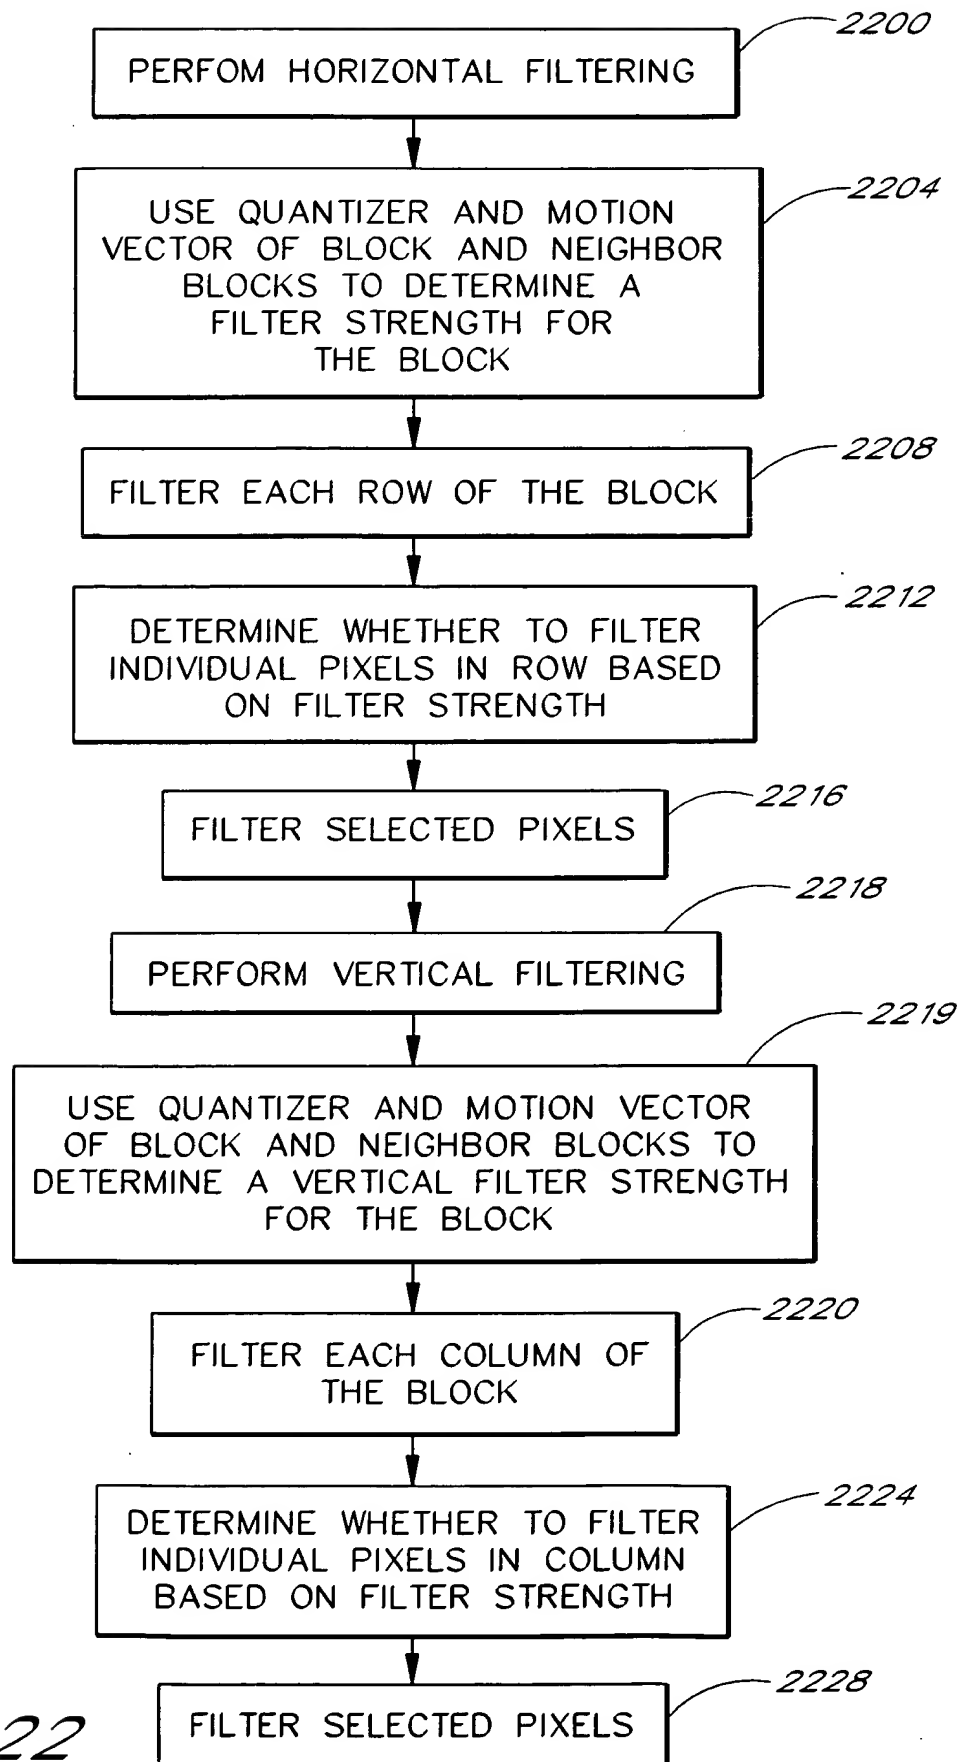 2200
PERFOM HORIZONTAL FILTERING
2204
USE QUANTIZER AND MOTION
VECTOR OF BLOCK AND NEIGHBOR
BLOCKS TO DETERMINE A
FILTER STRENGTH FOR
THE BLOCK
2208
FILTER EACH ROW OF THE BLOCK
2212
DETERMINE WHETHER TO FILTER
INDIVIDUAL PIXELS IN ROW BASED
ON FILTER STRENGTH
2216
FILTER SELECTED PIXELS
2218
PERFORM VERTICAL FILTERING
2219
USE QUANTIZER AND MOTION VECTOR
OF BLOCK AND NEIGHBOR BLOCKS TO
DETERMINE A VERTICAL FILTER STRENGTH
FOR THE BLOCK
2220
FILTER EACH COLUMN OF
THE BLOCK
2224
DETERMINE WHETHER TO FILTER
INDIVIDUAL PIXELS IN COLUMN
BASED ON FILTER STRENGTH
2228
FILTER SELECTED PIXELS
22